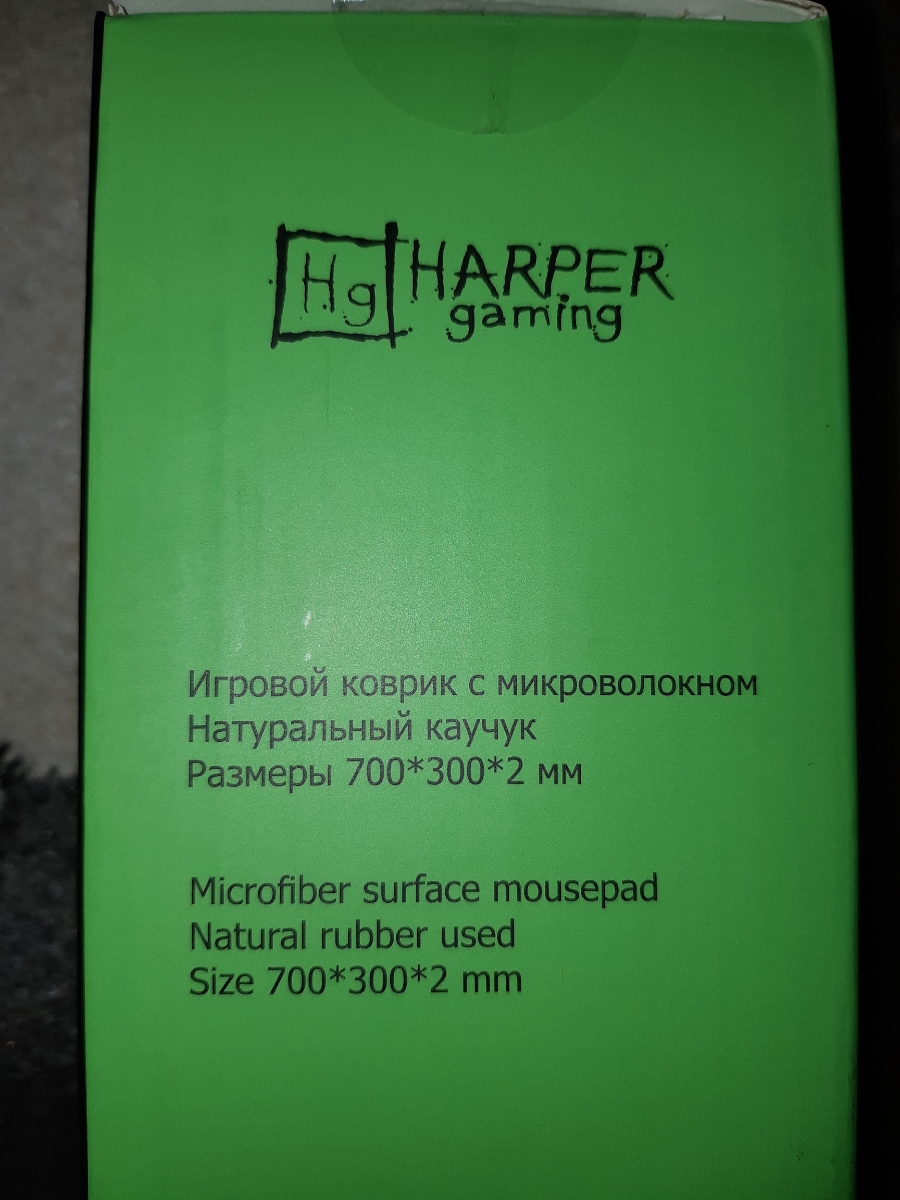 Hg HARPER
gaming
Игровой коврик с микроволокном
Натуральный каучук
Размеры 700*300*2 мм
Microfiber surface mousepad
Natural rubber used
Size 700*300*2 mm